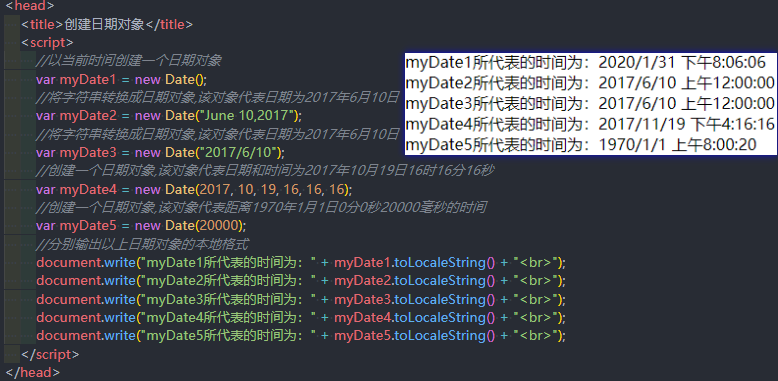 <head>
<title>创建日期对象</title>
<script>
//以当前时间创建一个日期对象
var myDate1 = new Date();
//将字符串转换成日期对象,该对象代表日期为2017年6月10日
var myDate2 = new Date("June 10,2017");
//将字符串转换成日期对象,该对象代表日期为2017年6月10日
var myDate3 = new Date("2017/6/10");
//创建一个日期对象,该对象代表日期和时间为2017年10月19日16时16分16秒
var myDate4 = new Date(2017, 10, 19, 16, 16, 16);
//创建一个日期对象,该对象代表距离1970年1月1日0分0秒20000毫秒的时间
var myDate5 = new Date(20000);
//分别输出以上日期对象的本地格式
document.write("myDate1所代表的时间为：" + myDate1.toLocaleString() + "<br>");
document.write("myDate2所代表的时间为：" + myDate2.toLocaleString() + "<br>");
document.write("myDate3所代表的时间为：" + myDate3.toLocaleString() + "<br>");
document.write("myDate4所代表的时间为：" + myDate4.toLocaleString() + "<br>");
document.write("myDate5所代表的时间为：" + myDate5.toLocaleString() + "<br>");
</script>
</head>
myDate1所代表的时间为：2020/1/31 下午8:06:06
myDate2所代表的时间为：2017/6/10 上午12:00:00
myDate3所代表的时间为：2017/6/10 上午12:00:00
myDate4所代表的时间为：2017/11/19 下午4:16:16
myDate5所代表的时间为：1970/1/1 上午8:00:20